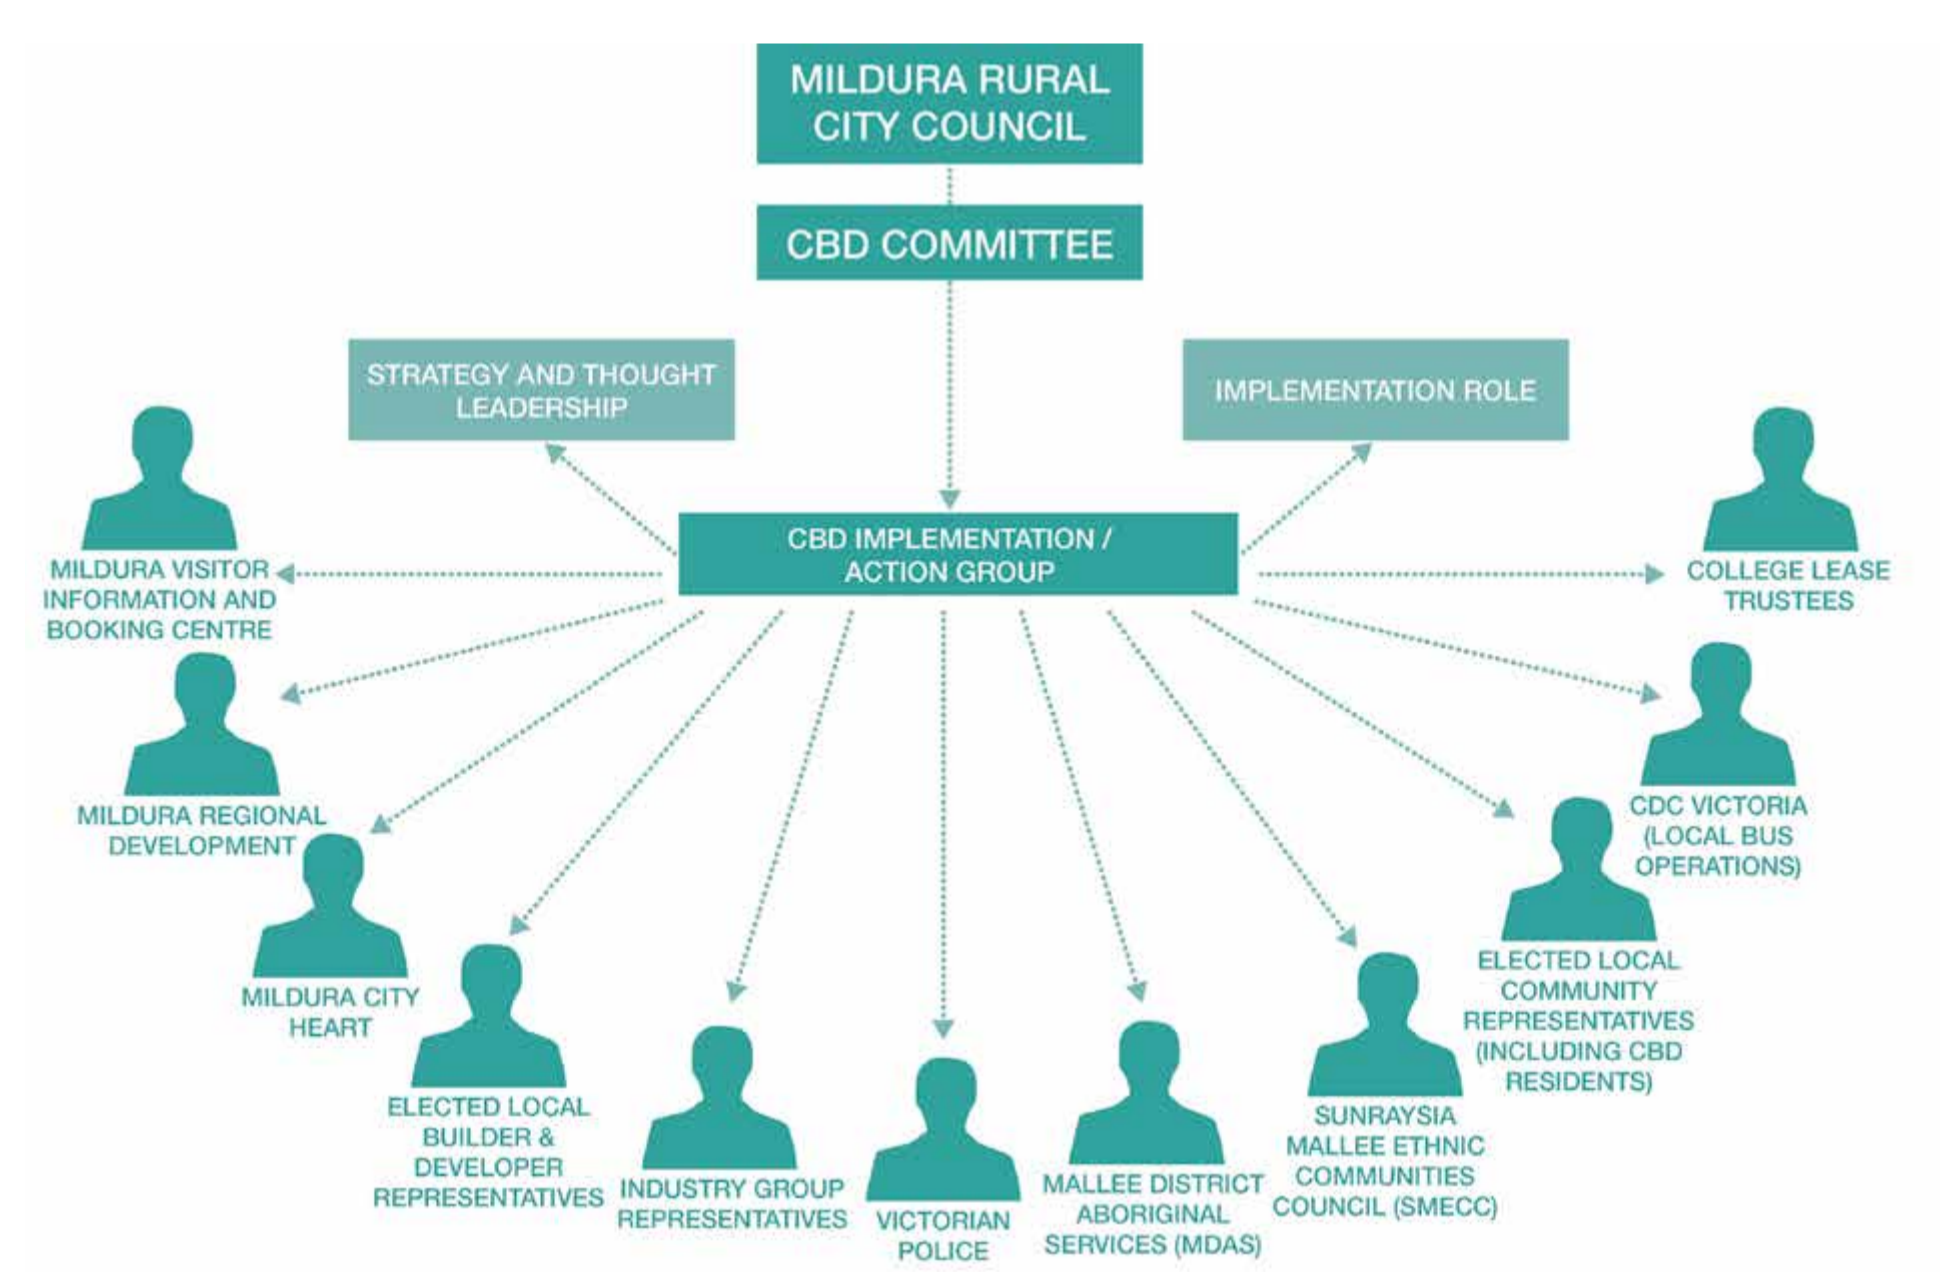 MILDURA RURAL
CITY COUNCIL
CBD COMMITTEE
STRATEGY AND THOUGHT
LEADERSHIP
IMPLEMENTATION ROLE
CBD IMPLEMENTATION /
ACTION GROUP
MILDURA VISITOR
INFORMATION AND
BOOKING CENTRE
MILDURA REGIONAL
DEVELOPMENT
MILDURA CITY
HEART
ELECTED LOCAL
BUILDER &
DEVELOPER
REPRESENTATIVES
INDUSTRY GROUP
REPRESENTATIVES
VICTORIAN
POLICE
MALLEE DISTRICT
ABORIGINAL
SERVICES (MDAS)
SUNRAYSIA
MALLEE ETHNIC
COMMUNITIES
COUNCIL (SMECC)
ELECTED LOCAL
COMMUNITY
REPRESENTATIVES
(INCLUDING CBD
RESIDENTS)
CDC VICTORIA
(LOCAL BUS
OPERATIONS)
COLLEGE LEASE
TRUSTEES